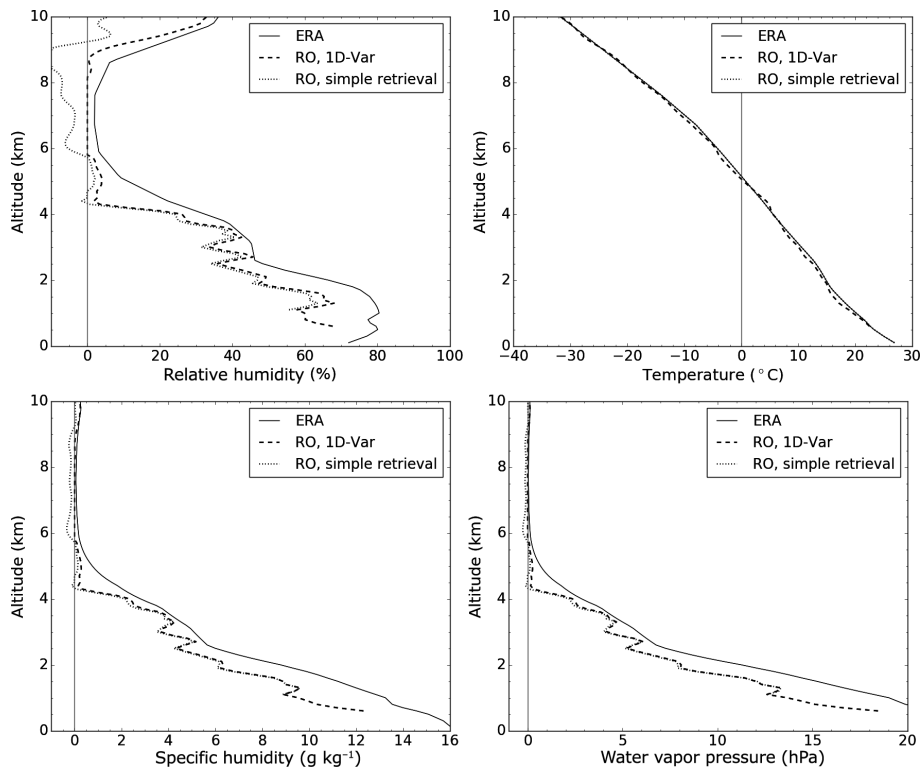 10
8
6
4
2
0
Altitude (km)
ERA
RO, 1D-Var
RO, simple retrieval
0 20 40 60 80 100
Relative humidity (%)
10
8
6
4
2
0
Altitude (km)
ERA
RO, 1D-Var
RO, simple retrieval
−40 −30 −20 −10 0 10 20 30
Temperature (°C)
10
8
6
4
2
0
Altitude (km)
ERA
RO, 1D-Var
RO, simple retrieval
0 2 4 6 8 10 12 14 16
Specific humidity (g kg⁻¹)
10
8
6
4
2
0
Altitude (km)
ERA
RO, 1D-Var
RO, simple retrieval
0 5 10 15 20
Water vapor pressure (hPa)